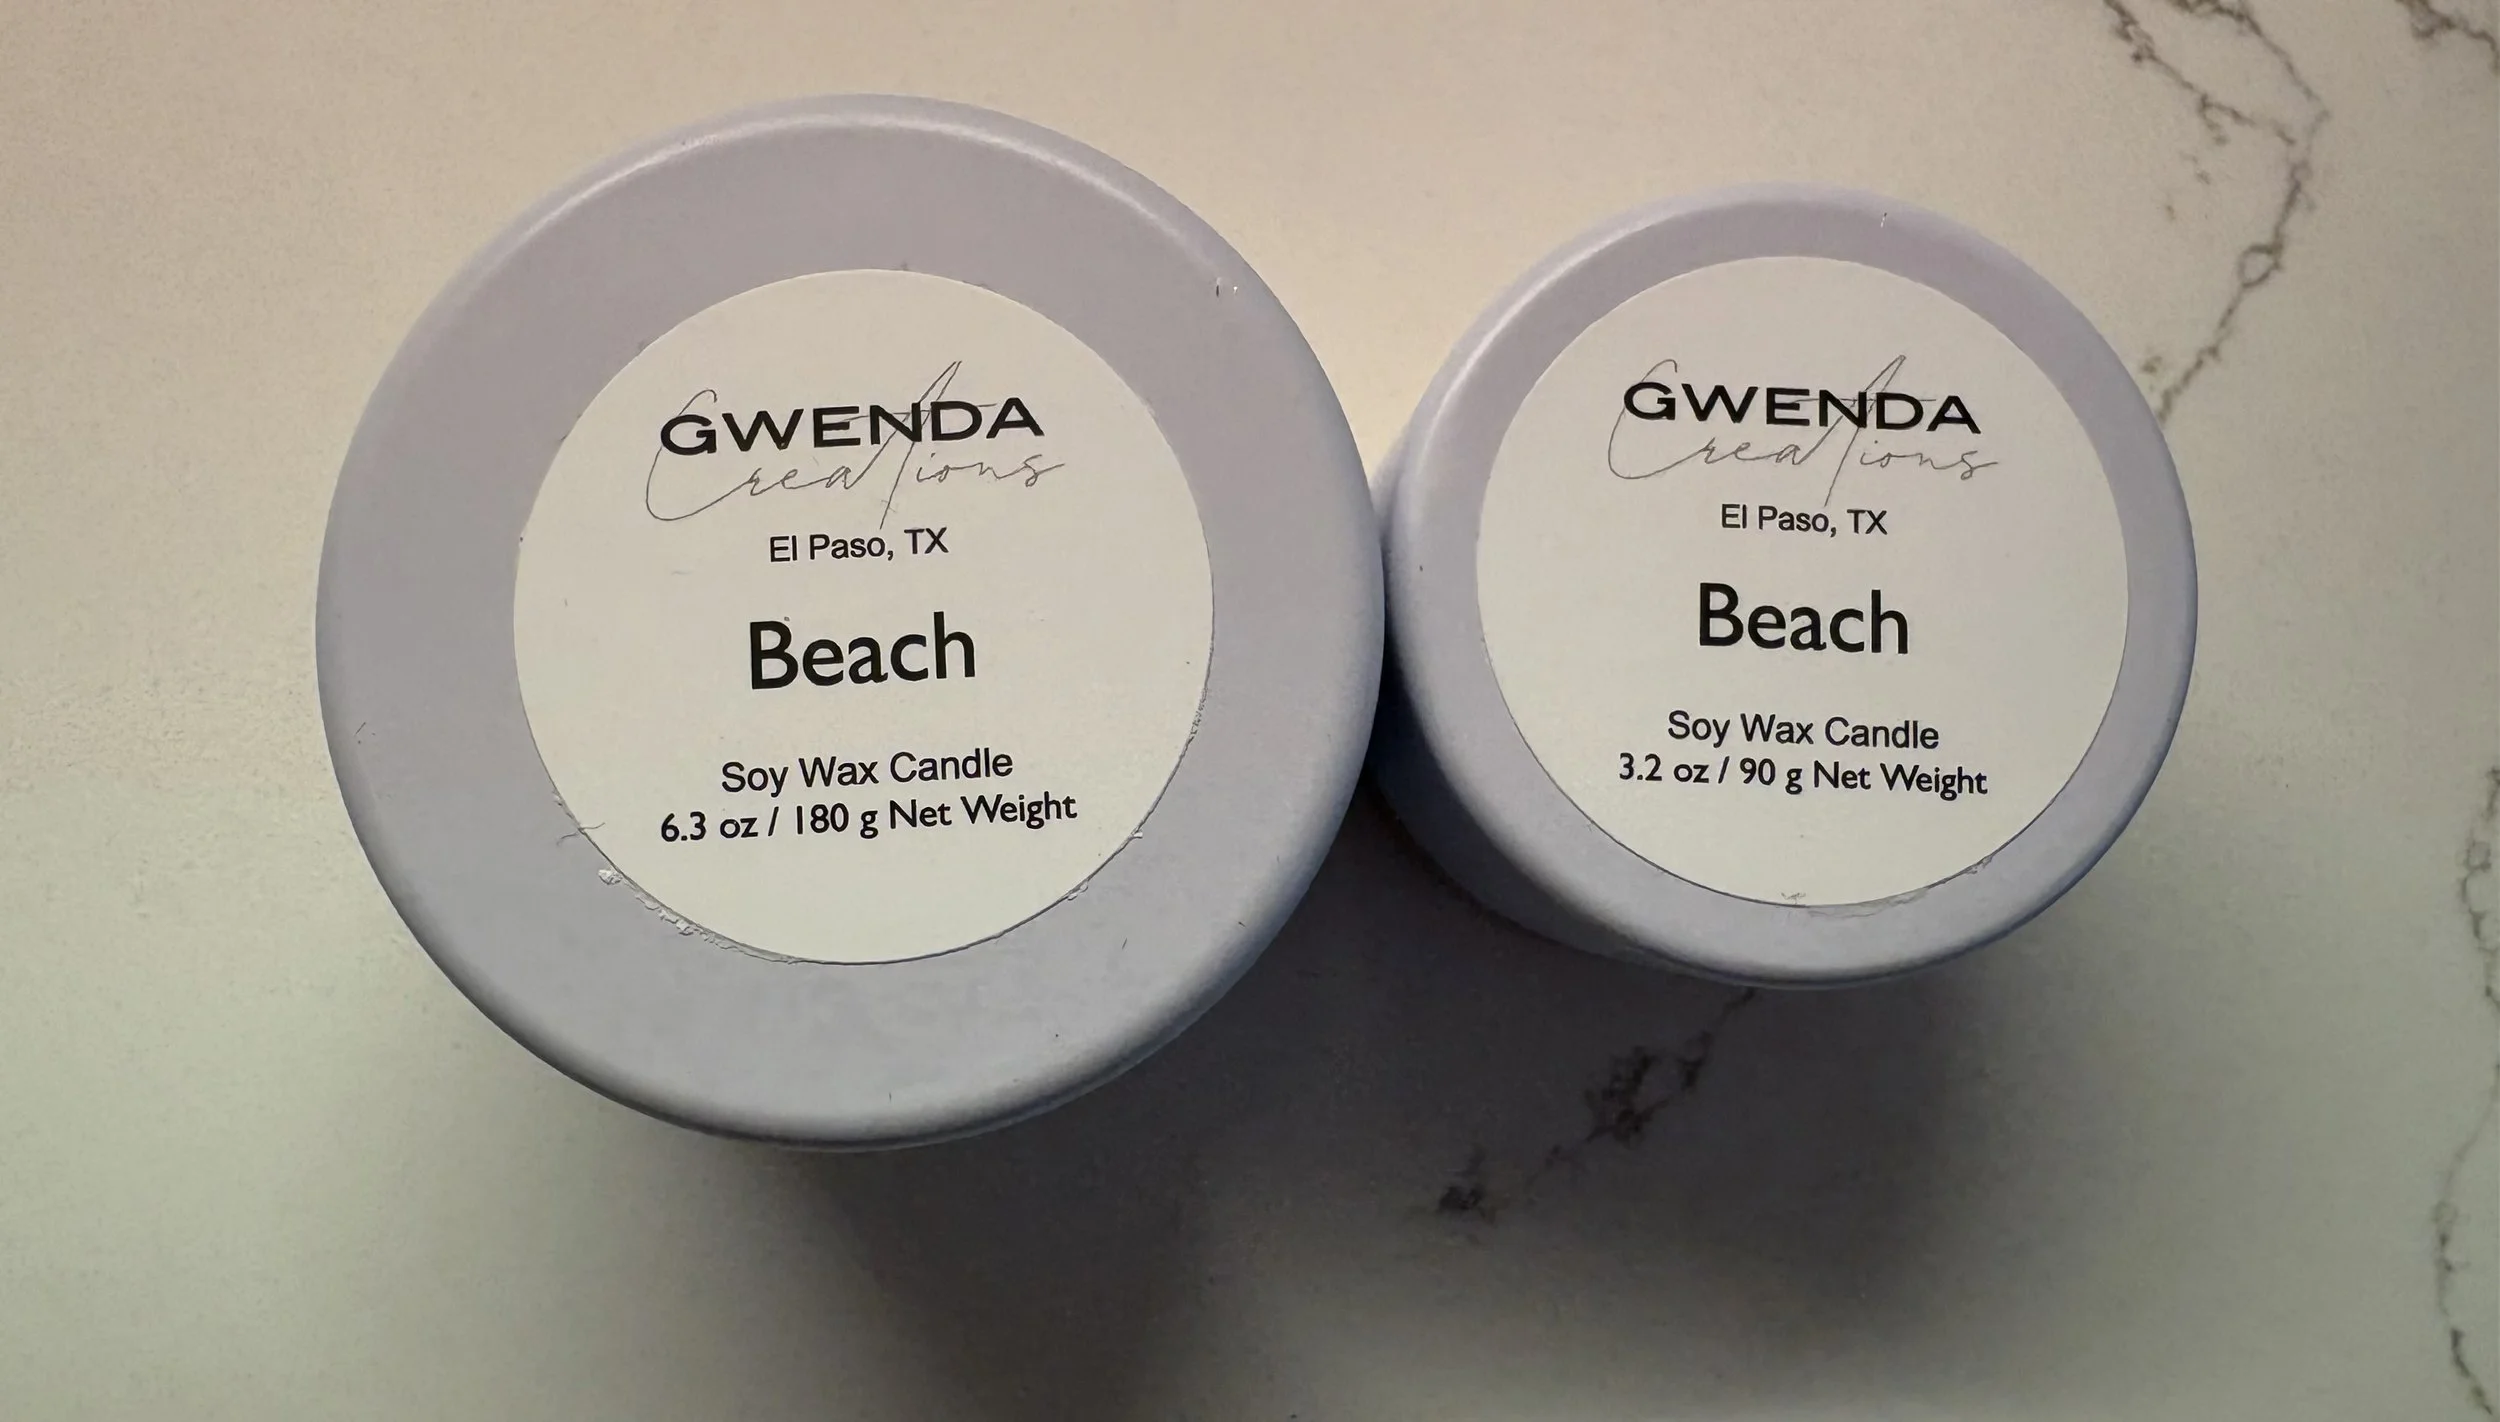 GWENDA
Creations
El Paso, TX
Beach
Soy Wax Candle
6.3 oz / 180 g Net Weight
GWENDA
Creations
El Paso, TX
Beach
Soy Wax Candle
3.2 oz / 90 g Net Weight